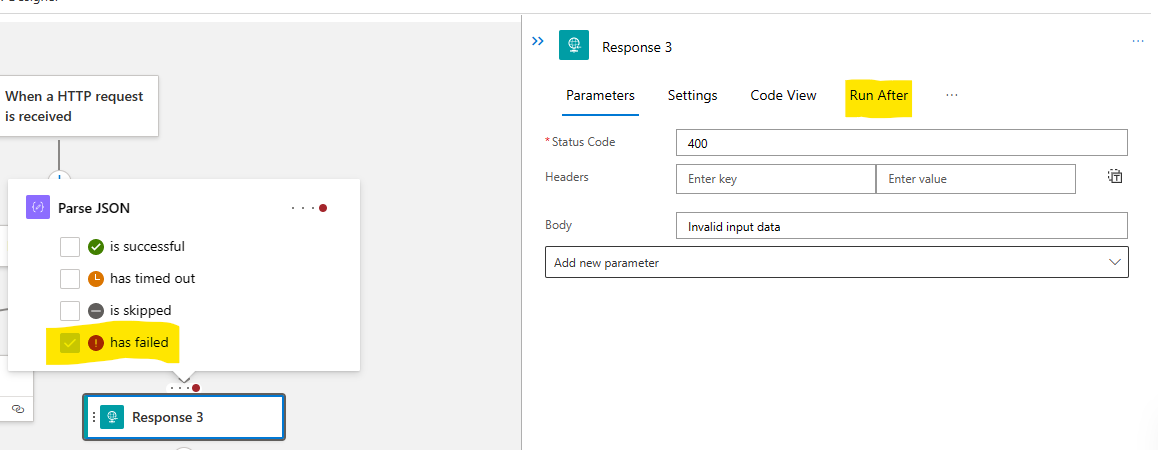 When a HTTP request
is received
Parse JSON
is successful
has timed out
is skipped
has failed
Response 3
Response 3
Parameters
Settings
Code View
Run After
*Status Code
400
Headers
Enter key
Enter value
Body
Invalid input data
Add new parameter